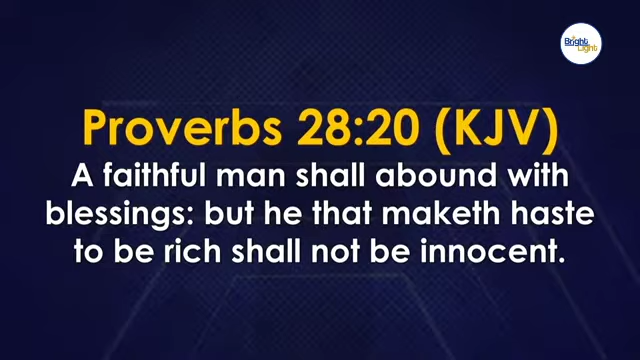 Bright
Light
Proverbs 28:20 (KJV)
A faithful man shall abound with
blessings: but he that maketh haste
to be rich shall not be innocent.